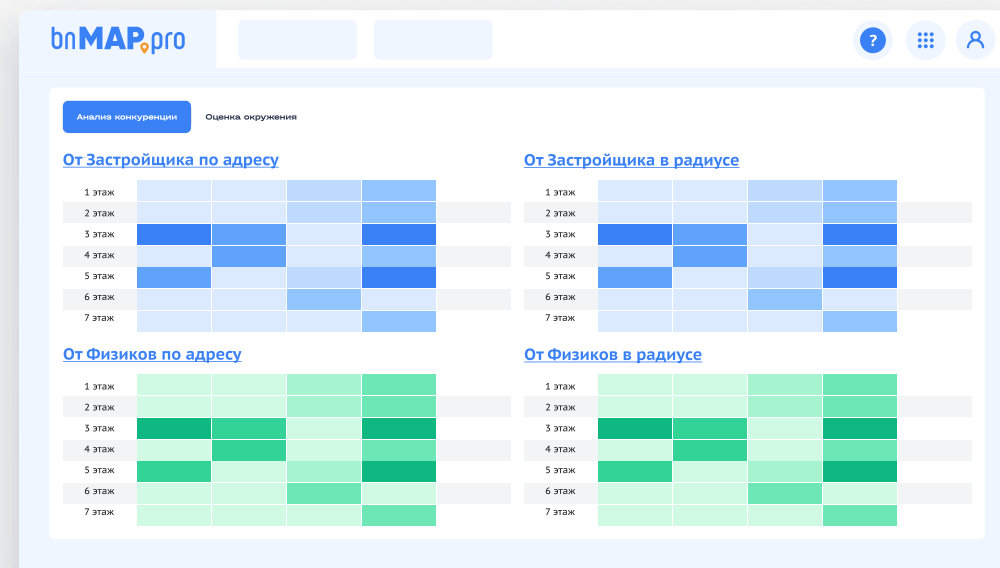 bnMAP.pro
?
Анализ конкуренции
Оценка окружения
От Застройщика по адресу
1 этаж
2 этаж
3 этаж
4 этаж
5 этаж
6 этаж
7 этаж
От Застройщика в радиусе
1 этаж
2 этаж
3 этаж
4 этаж
5 этаж
6 этаж
7 этаж
От Физиков по адресу
1 этаж
2 этаж
3 этаж
4 этаж
5 этаж
6 этаж
7 этаж
От Физиков в радиусе
1 этаж
2 этаж
3 этаж
4 этаж
5 этаж
6 этаж
7 этаж